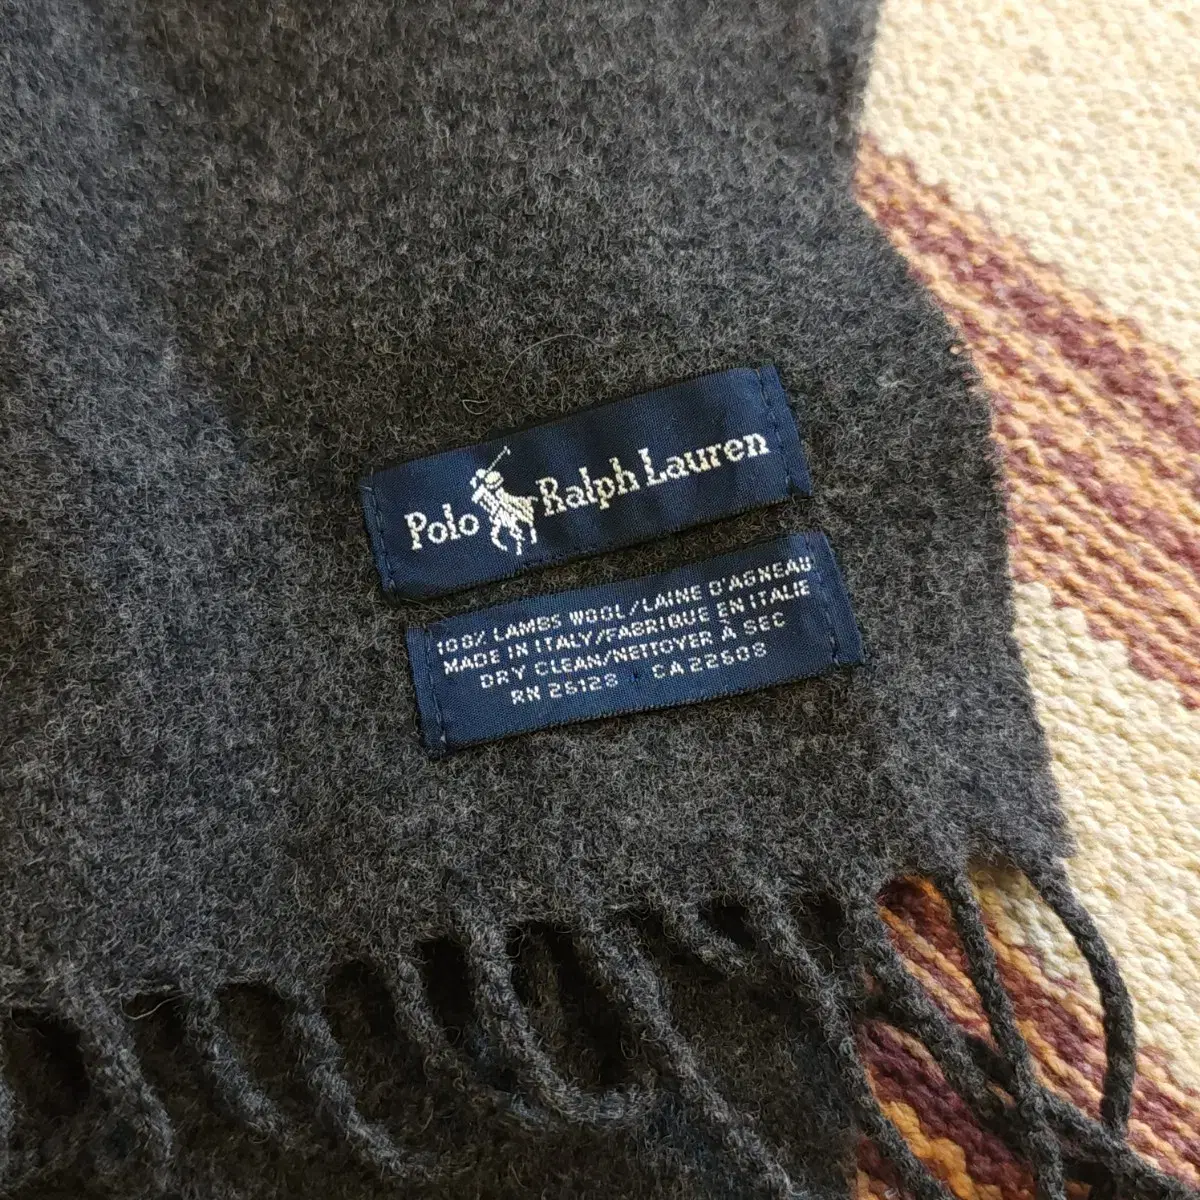 Polo Ralph Lauren
100% LAMBS WOOL/LAINE D'AGNEAU
MADE IN ITALY/FABRIQUE EN ITALIE
DRY CLEAN/NETTOYER À SEC
RN 26128 CA 22608